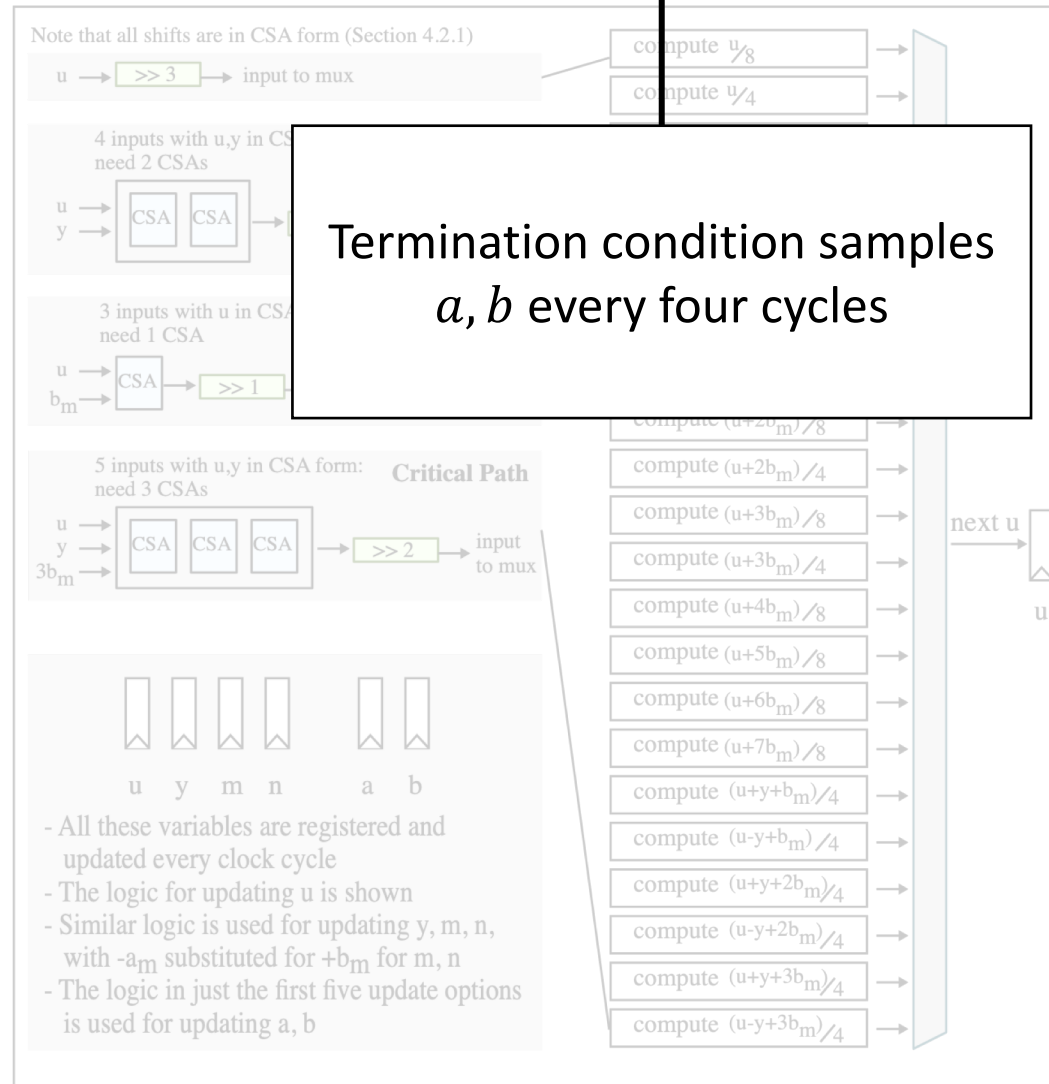 Note that all shifts are in CSA form (Section 4.2.1)
u >> 3 input to mux
4 inputs with u,y in CS
need 2 CSAs
u
y
CSA CSA
3 inputs with u in CSA
need 1 CSA
u
b_m
CSA >> 1
5 inputs with u,y in CSA form:
need 3 CSAs
Critical Path
u
y
3b_m
CSA CSA CSA >> 2 input
to mux
u y m n a b
- All these variables are registered and
updated every clock cycle
- The logic for updating u is shown
- Similar logic is used for updating y, m, n,
with -a_m substituted for +b_m for m, n
- The logic in just the first five update options
is used for updating a, b
Termination condition samples
a, b every four cycles
compute u/8
compute u/4
compute (u+2b_m)/8
compute (u+2b_m)/4
compute (u+3b_m)/8
compute (u+3b_m)/4
compute (u+4b_m)/8
compute (u+5b_m)/8
compute (u+6b_m)/8
compute (u+7b_m)/8
compute (u+y+b_m)/4
compute (u-y+b_m)/4
compute (u+y+2b_m)/4
compute (u-y+2b_m)/4
compute (u+y+3b_m)/4
compute (u-y+3b_m)/4
next u
u